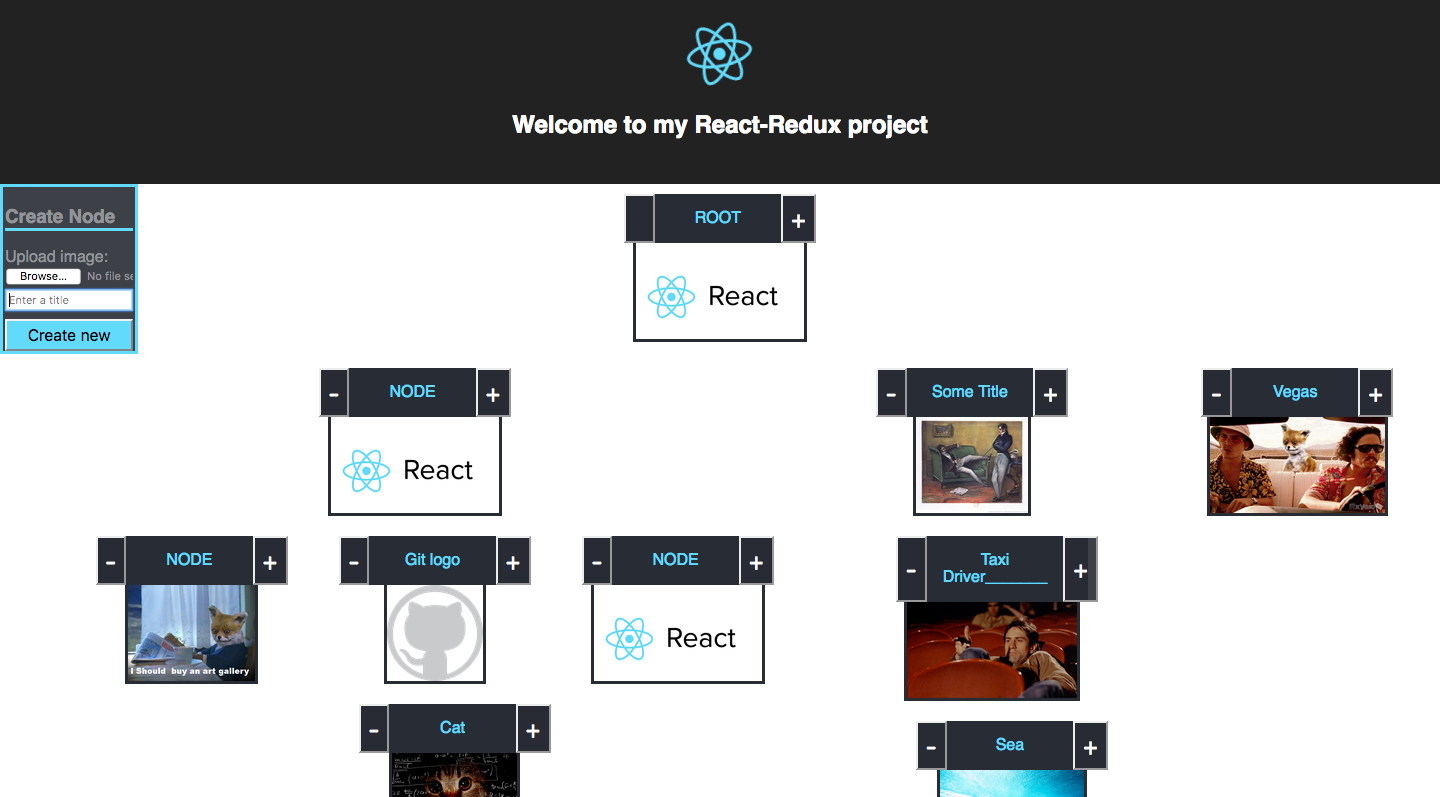 Welcome to my React-Redux project
Create Node
Upload image:
Browse... No file se
Enter a title
Create new
ROOT +
React
- NODE +
React
- Some Title +
- Vegas +
- NODE +
I Should buy an art gallery
- Git logo +
- NODE +
React
- Taxi
Driver________ +
- Cat +
- Sea +